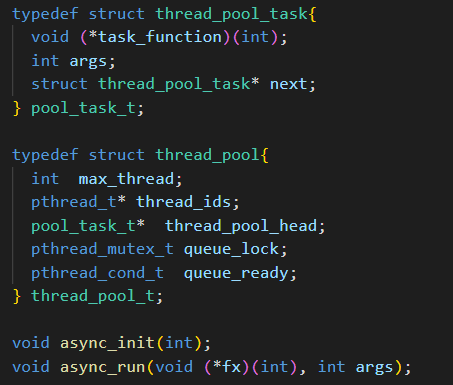 typedef struct thread_pool_task{
  void (*task_function)(int);
  int args;
  struct thread_pool_task* next;
} pool_task_t;

typedef struct thread_pool{
  int  max_thread;
  pthread_t* thread_ids;
  pool_task_t*  thread_pool_head;
  pthread_mutex_t queue_lock;
  pthread_cond_t  queue_ready;
} thread_pool_t;

void async_init(int);
void async_run(void (*fx)(int), int args);